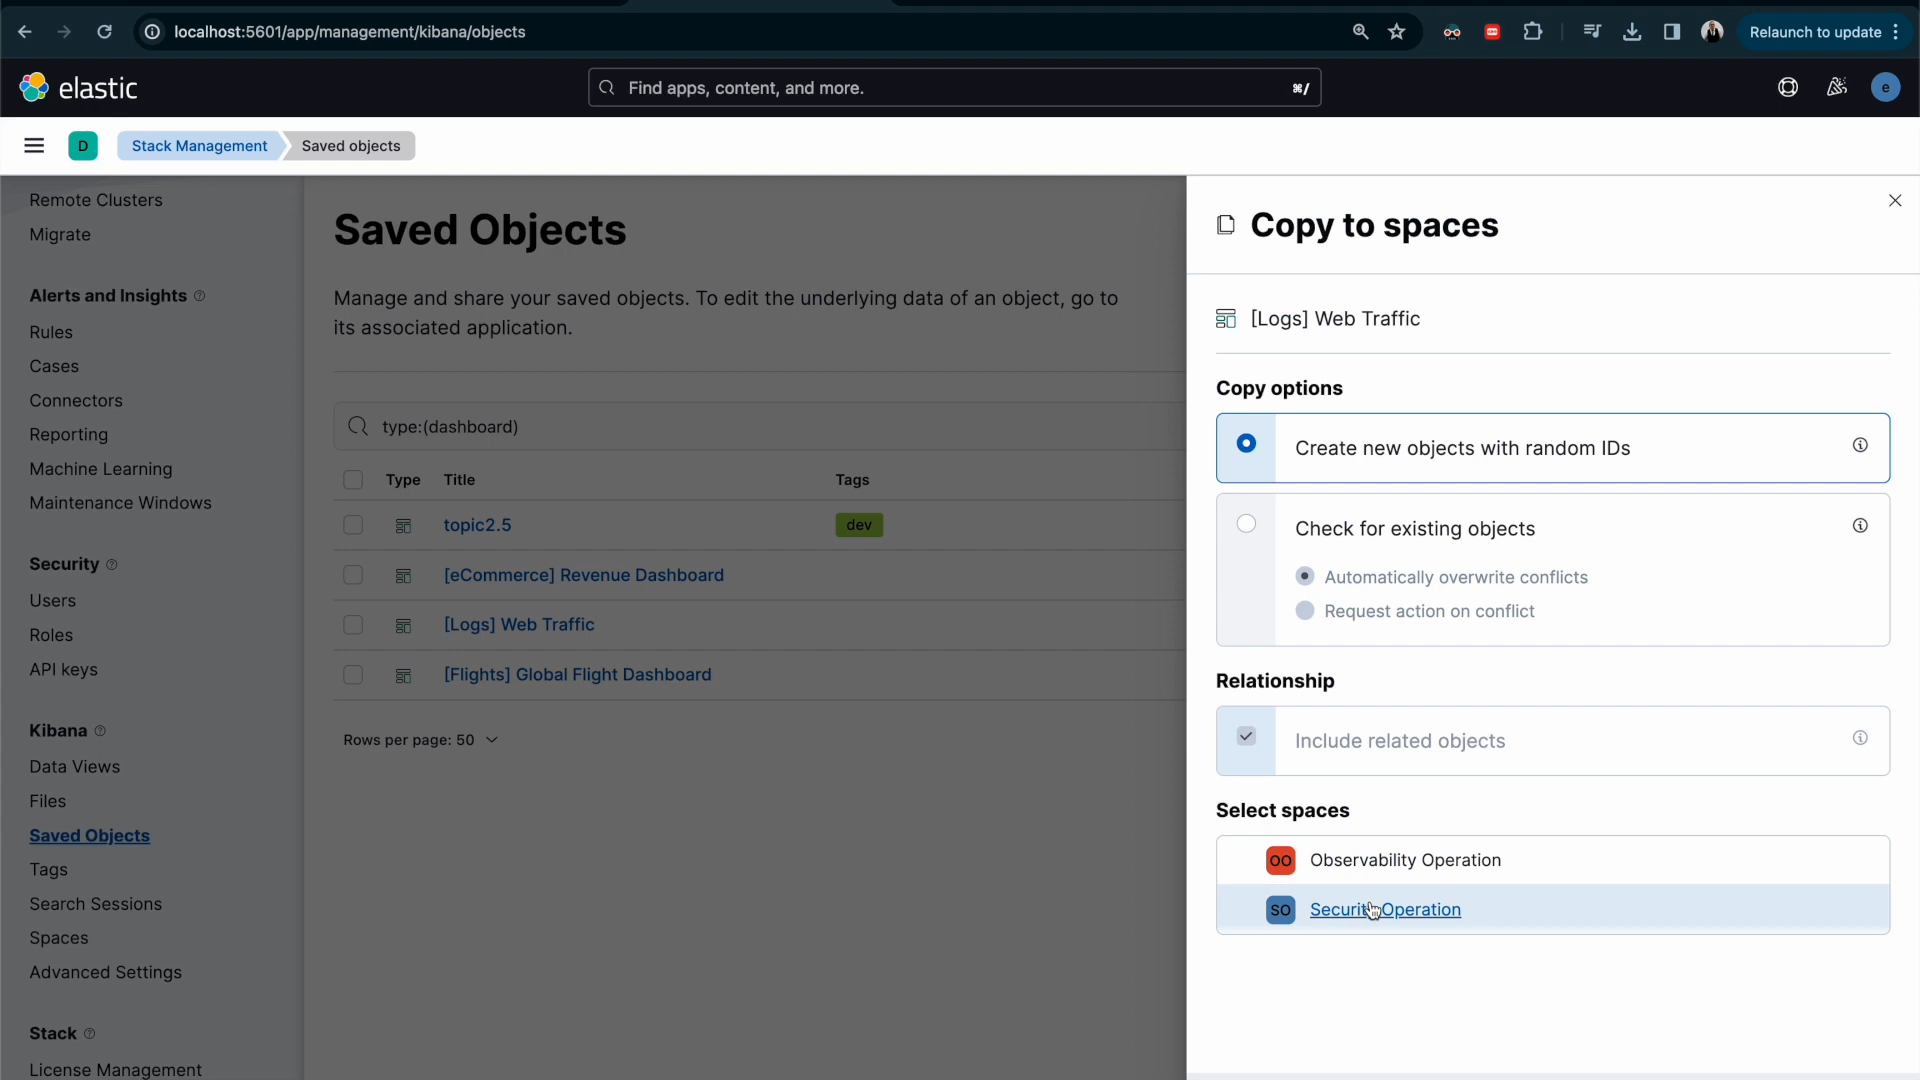 localhost:5601/app/management/kibana/objects
Relaunch to update
elastic
Find apps, content, and more.
⌘/
e
D
Stack Management
Saved objects
Remote Clusters
Migrate
Alerts and Insights
Rules
Cases
Connectors
Reporting
Machine Learning
Maintenance Windows
Security
Users
Roles
API keys
Kibana
Data Views
Files
Saved Objects
Tags
Search Sessions
Spaces
Advanced Settings
Stack
License Management
Saved Objects
Manage and share your saved objects. To edit the underlying data of an object, go to
its associated application.
type:(dashboard)
Type Title Tags
topic2.5 dev
[eCommerce] Revenue Dashboard
[Logs] Web Traffic
[Flights] Global Flight Dashboard
Rows per page: 50
Copy to spaces
[Logs] Web Traffic
Copy options
Create new objects with random IDs
Check for existing objects
Automatically overwrite conflicts
Request action on conflict
Relationship
Include related objects
Select spaces
OO Observability Operation
SO Security Operation